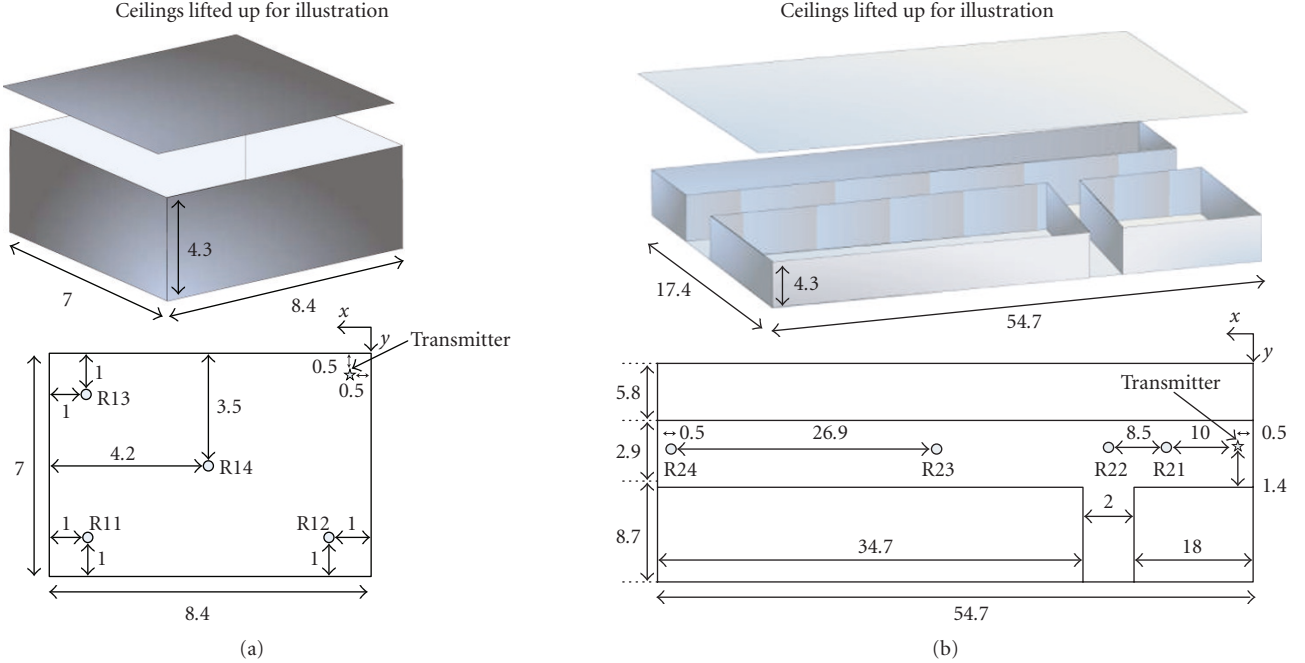 Ceilings lifted up for illustration
4.3
7
8.4
x
y
Transmitter
0.5
0.5
1
1
R13
3.5
4.2
R14
7
1
R11
1
R12
1
1
8.4
(a)
Ceilings lifted up for illustration
4.3
17.4
54.7
x
y
Transmitter
5.8
0.5
26.9
8.5
10
0.5
2.9
R24
R23
R22
R21
1.4
2
8.7
34.7
18
54.7
(b)